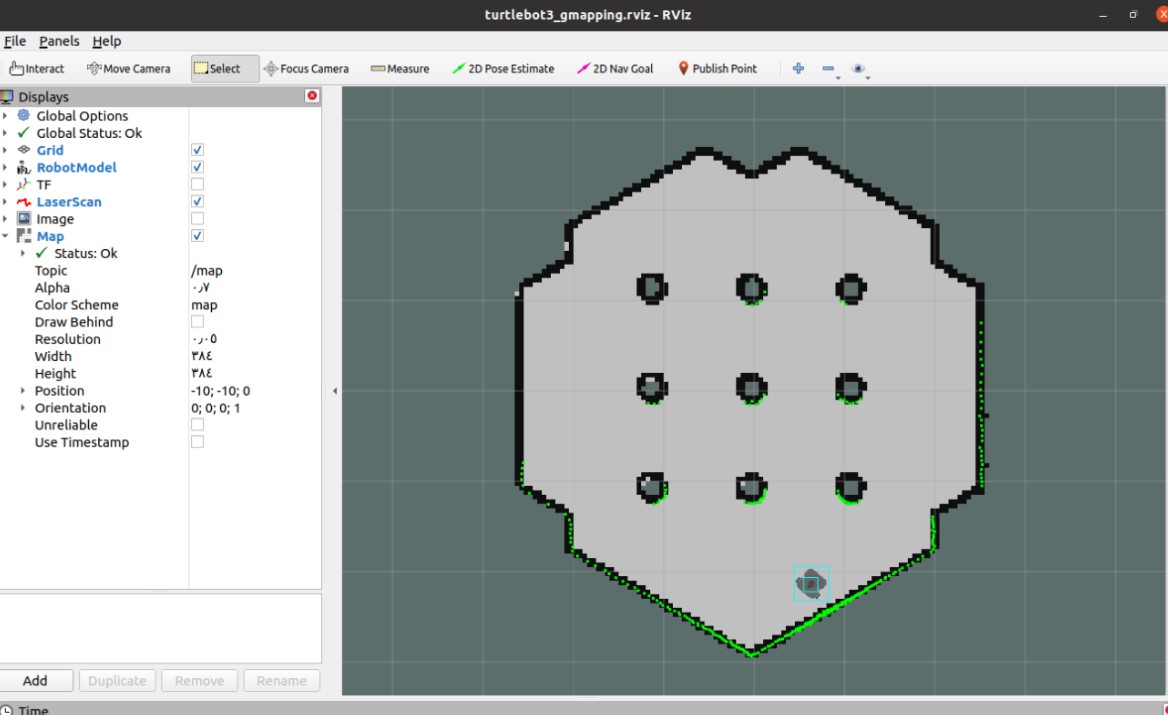 turtlebot3_gmapping.rviz - RViz
File Panels Help
Interact Move Camera Select Focus Camera Measure 2D Pose Estimate 2D Nav Goal Publish Point
Displays
Global Options
Global Status: Ok
Grid
RobotModel
TF
LaserScan
Image
Map
Status: Ok
Topic /map
Alpha ٠٫٧
Color Scheme map
Draw Behind
Resolution ٠٫٠٥
Width ٣٨٤
Height ٣٨٤
Position -10; -10; 0
Orientation 0; 0; 0; 1
Unreliable
Use Timestamp
Add Duplicate Remove Rename
Time